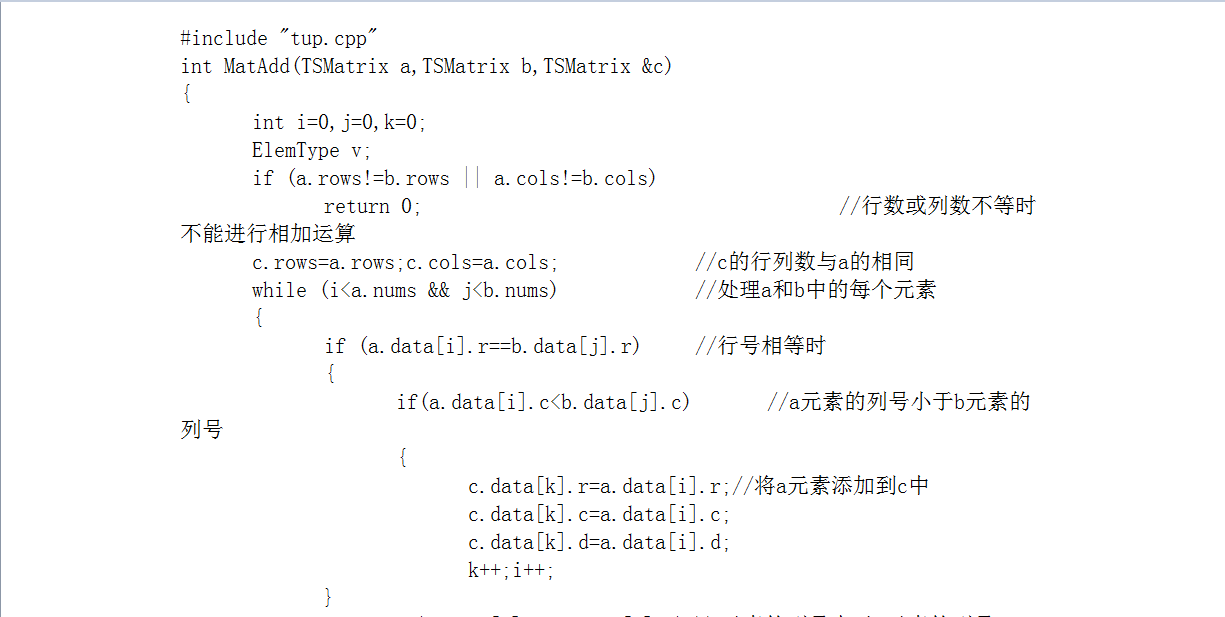 #include "tup.cpp"
int MatAdd(TSMatrix a,TSMatrix b,TSMatrix &c)
{
int i=0,j=0,k=0;
ElemType v;
if (a.rows!=b.rows || a.cols!=b.cols)
return 0; //行数或列数不等时
不能进行相加运算
c.rows=a.rows;c.cols=a.cols; //c的行列数与a的相同
while (i<a.nums && j<b.nums) //处理a和b中的每个元素
{
if (a.data[i].r==b.data[j].r) //行号相等时
{
if(a.data[i].c<b.data[j].c) //a元素的列号小于b元素的
列号
{
c.data[k].r=a.data[i].r;//将a元素添加到c中
c.data[k].c=a.data[i].c;
c.data[k].d=a.data[i].d;
k++;i++;
}